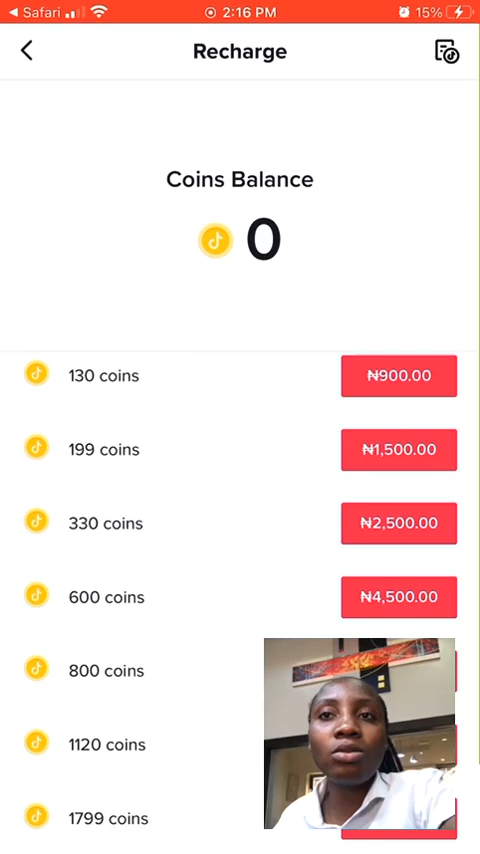 Safari 2:16 PM 15%
Recharge
Coins Balance
0
130 coins ₦900.00
199 coins ₦1,500.00
330 coins ₦2,500.00
600 coins ₦4,500.00
800 coins
1120 coins
1799 coins